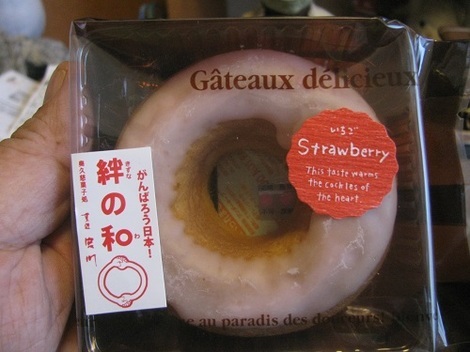 Gâteaux délicieux
いちご
Strawberry
This taste warms
the cockles of
the heart.
がんばろう日本!
きずな
絆の和
わ
au paradis des